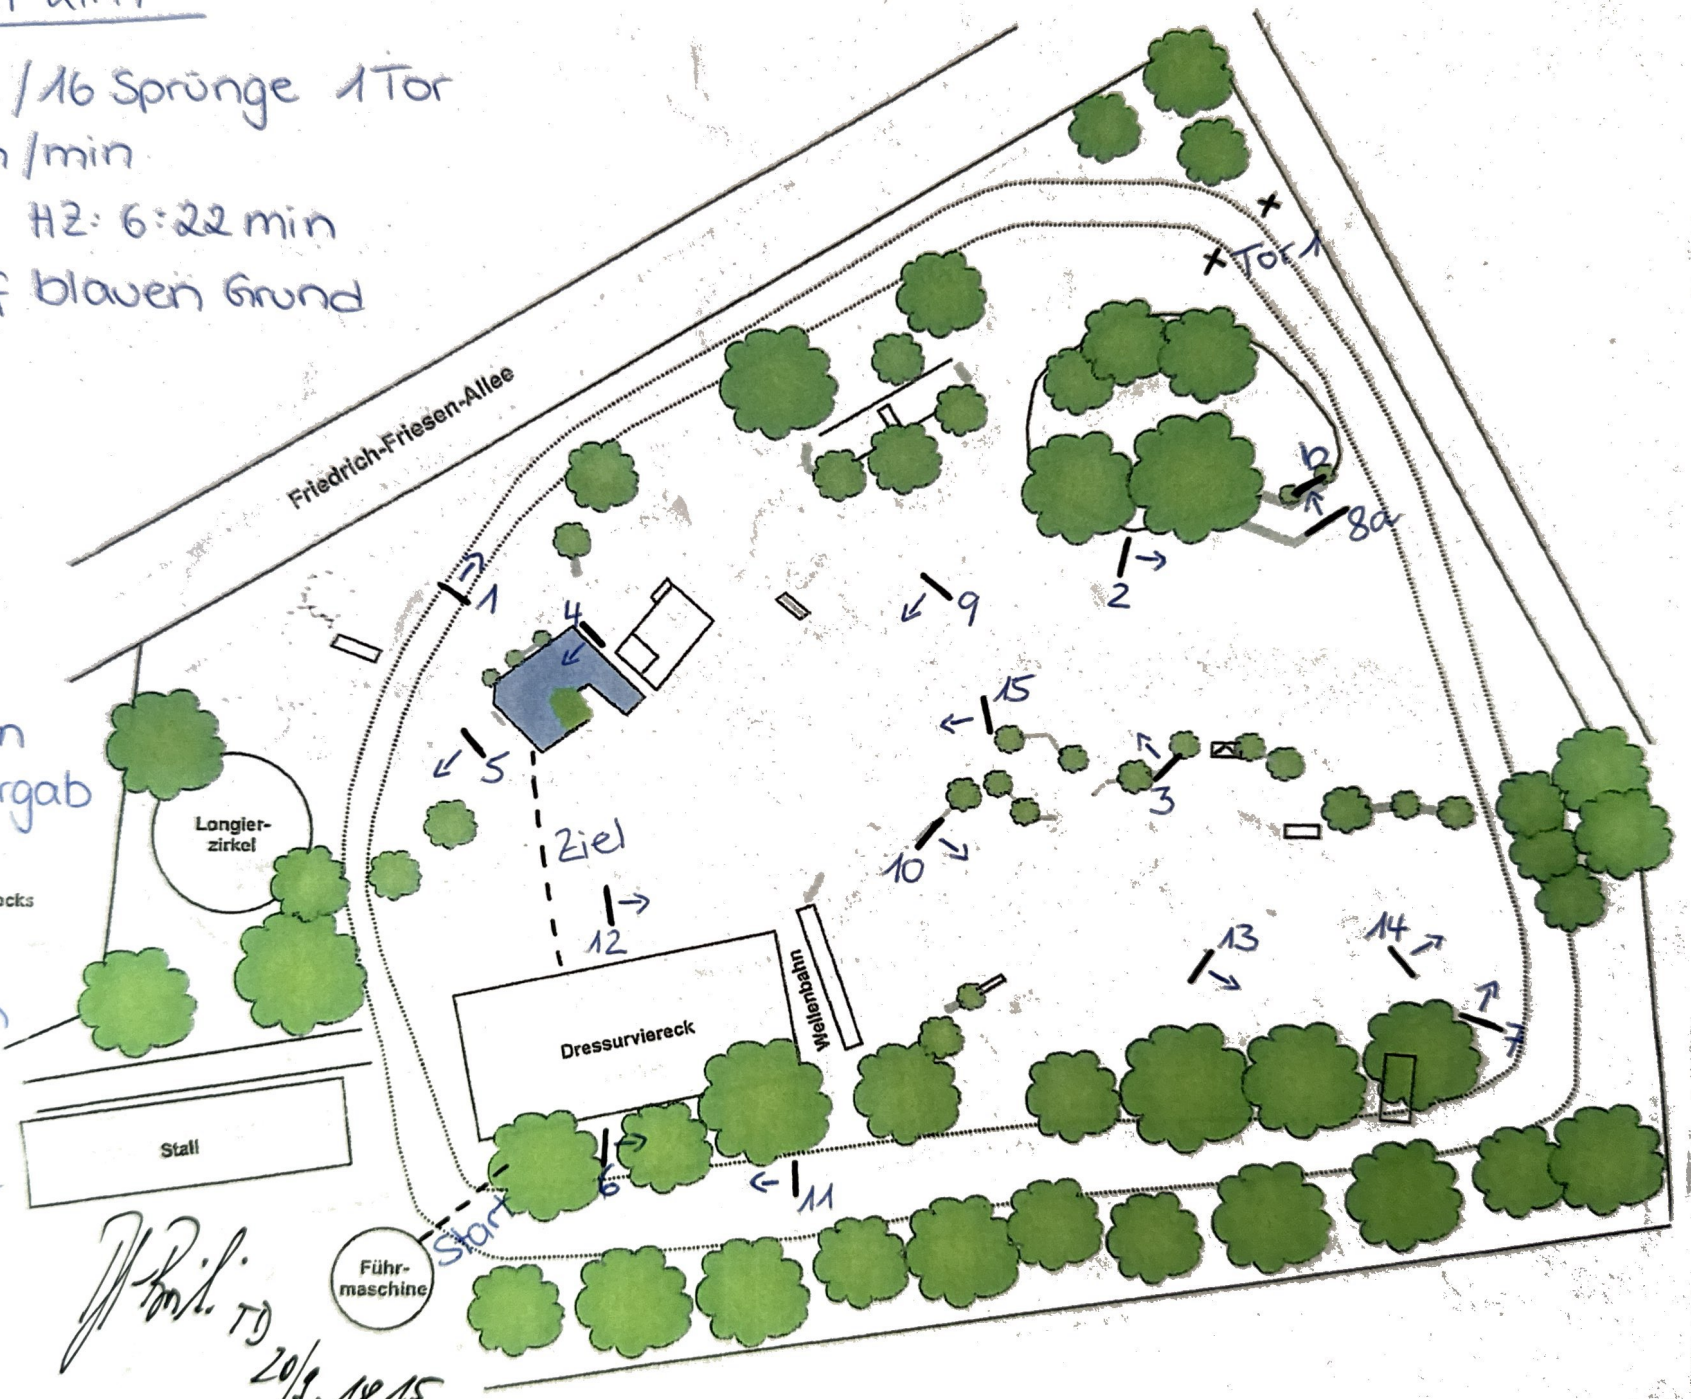 /16 Sprünge 1 Tor
/min
HZ: 6:22 min
blauen Grund
Friedrich-Friesen-Allee
Tor 1
b
8a
2
1
4
9
15
5
3
Longier-
zirkel
Ziel
10
12
13
14
Wellenbahn
Dressurviereck
7
Stall
6
11
Start
Führ-
maschine
TD